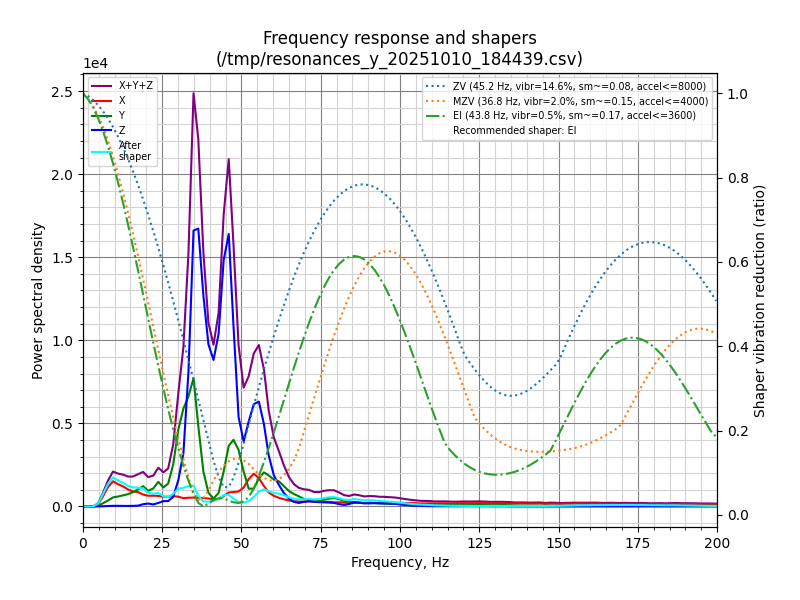 Frequency response and shapers
(/tmp/resonances_y_20251010_184439.csv)
1e4
X+Y+Z
X
Y
Z
After
shaper
ZV (45.2 Hz, vibr=14.6%, sm~=0.08, accel<=8000)
MZV (36.8 Hz, vibr=2.0%, sm~=0.15, accel<=4000)
EI (43.8 Hz, vibr=0.5%, sm~=0.17, accel<=3600)
Recommended shaper: EI
2.5
2.0
1.5
1.0
0.5
0.0
Power spectral density
1.0
0.8
0.6
0.4
0.2
0.0
Shaper vibration reduction (ratio)
0 25 50 75 100 125 150 175 200
Frequency, Hz